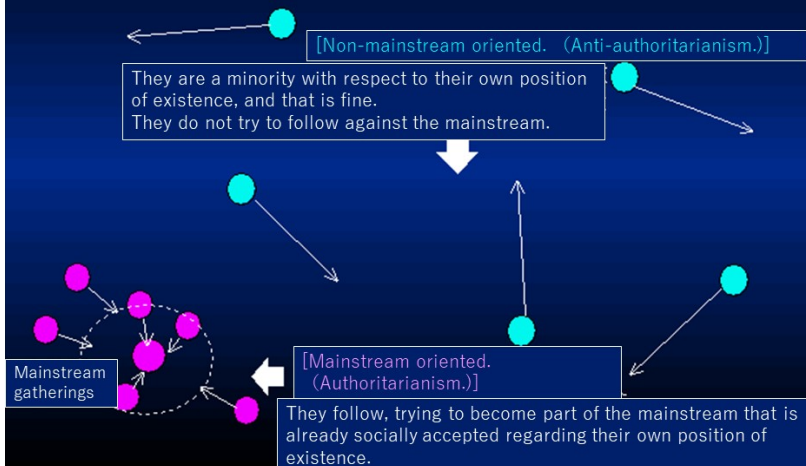 [Non-mainstream oriented. （Anti-authoritarianism.)]
They are a minority with respect to their own position
of existence, and that is fine.
They do not try to follow against the mainstream.
[Mainstream oriented.
（Authoritarianism.)]
Mainstream
gatherings
They follow, trying to become part of the mainstream that is
already socially accepted regarding their own position of
existence.